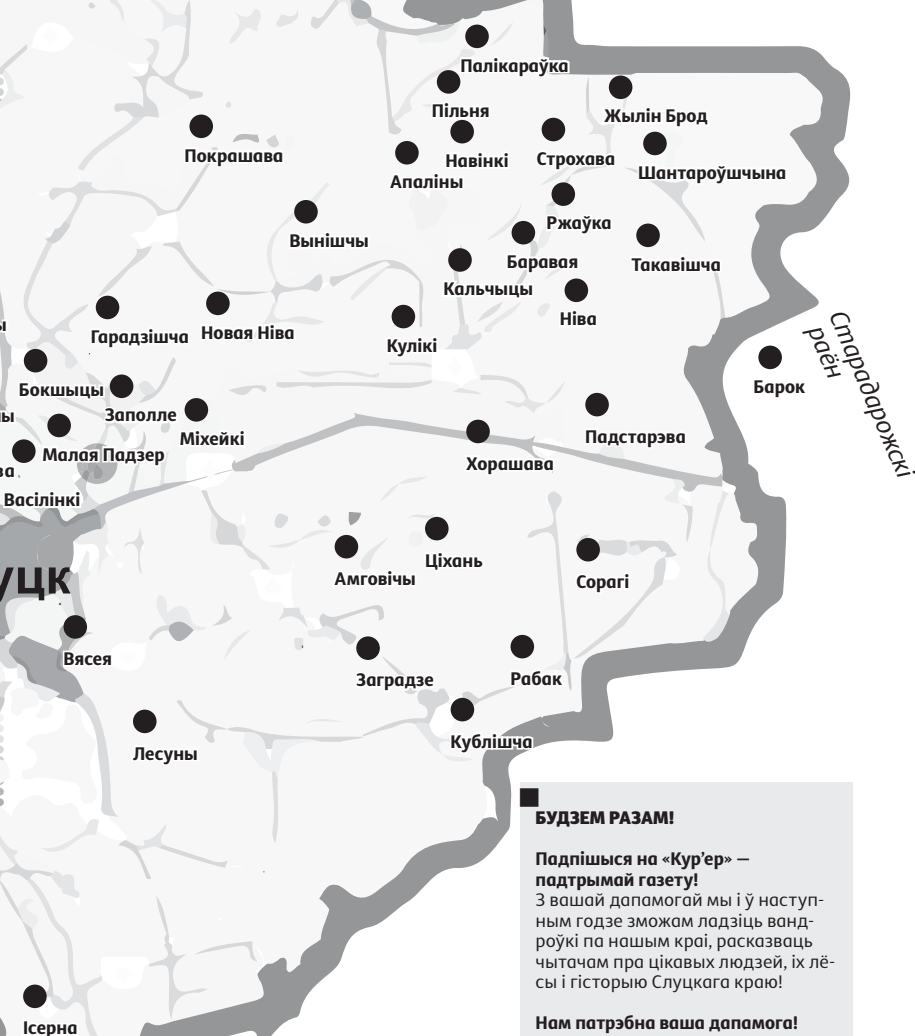 Палікараўка
Пільня
Жылін Брод
Навінкі
Строхава
Покрашава
Шантароўшчына
Апаліны
Ржаўка
Вынішчы
Баравая
Такавішча
Кальчыцы
Ніва
Гарадзішча
Новая Ніва
Кулікі
Старадарожскі
раён
Бокшыцы
Барок
Заполле
Міхейкі
Падстарэва
Малая Падзер
Хорашава
Васілінкі
Ціхань
Амговічы
Сорагі
уцк
Вясея
Заградзе
Рабак
Лесуны
Кублішча
БУДЗЕМ РАЗАМ!
Падпішыся на «Кур’ер» —
падтрымай газету!
З вашай дапамогай мы і ў наступ-
ным годзе зможам ладзіць ванд-
роўкі па нашым краі, расказваць
чытачам пра цікавых людзей, іх лё-
сы і гісторыю Слуцкага краю!
Нам патрэбна ваша дапамога!
Ісерна